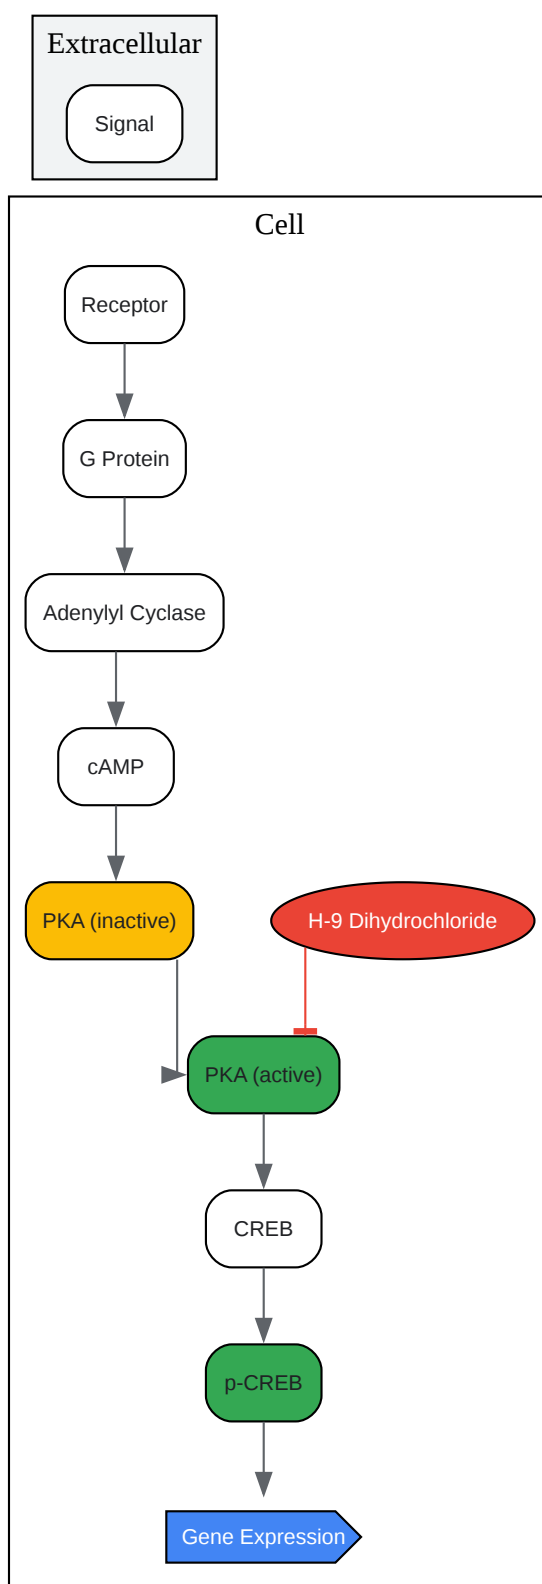 Extracellular
Signal
Cell
Receptor
G Protein
Adenylyl Cyclase
cAMP
PKA (inactive)
H-9 Dihydrochloride
PKA (active)
CREB
p-CREB
Gene Expression